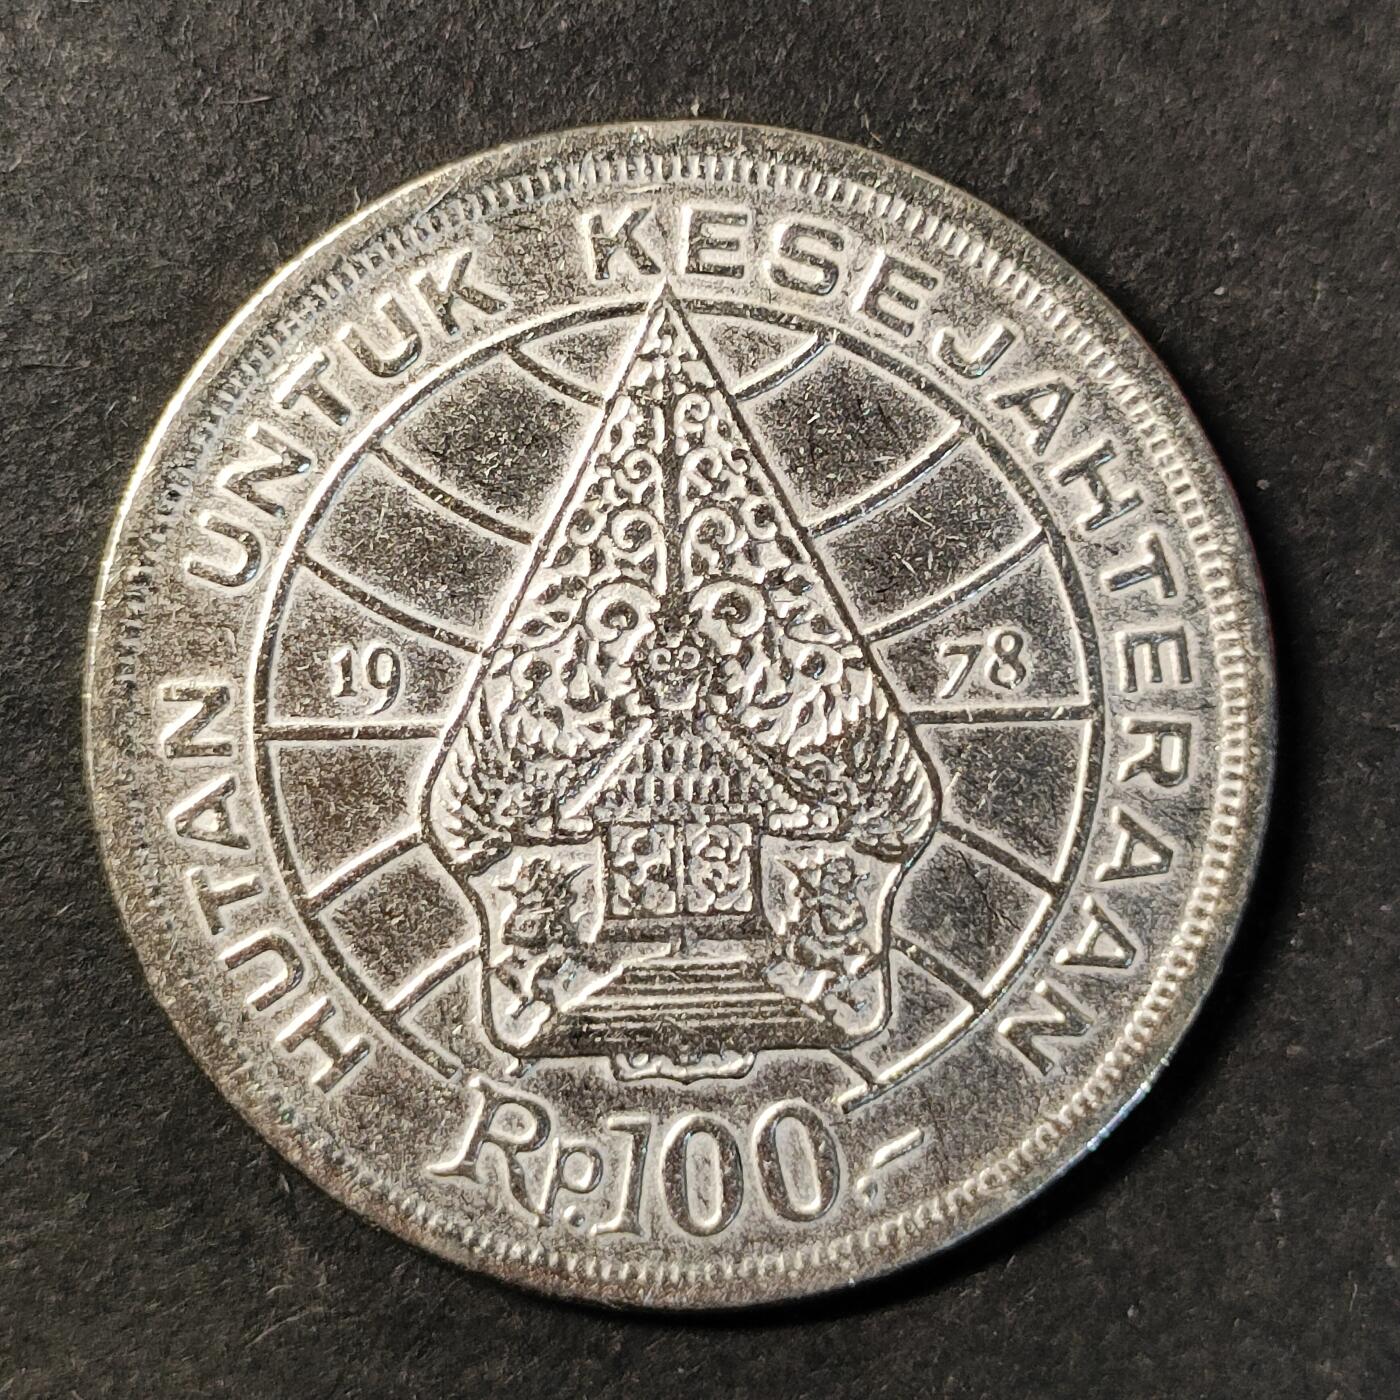 HUTAN UNTUK KESEJAHTERAAN
19 78
Rp.100.-